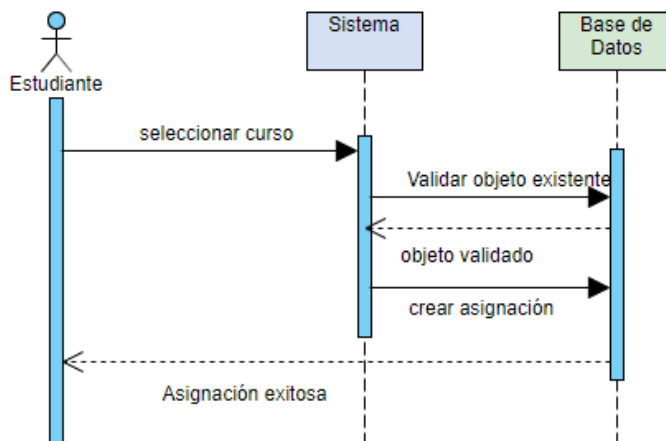 Sistema
Base de
Datos
Estudiante
seleccionar curso
Validar objeto existente
objeto validado
crear asignación
Asignación exitosa